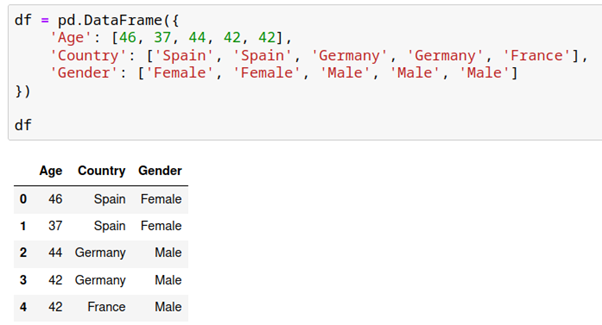 df = pd.DataFrame({
    'Age': [46, 37, 44, 42, 42],
    'Country': ['Spain', 'Spain', 'Germany', 'Germany', 'France'],
    'Gender': ['Female', 'Female', 'Male', 'Male', 'Male']
})
df
Age Country Gender
0 46 Spain Female
1 37 Spain Female
2 44 Germany Male
3 42 Germany Male
4 42 France Male